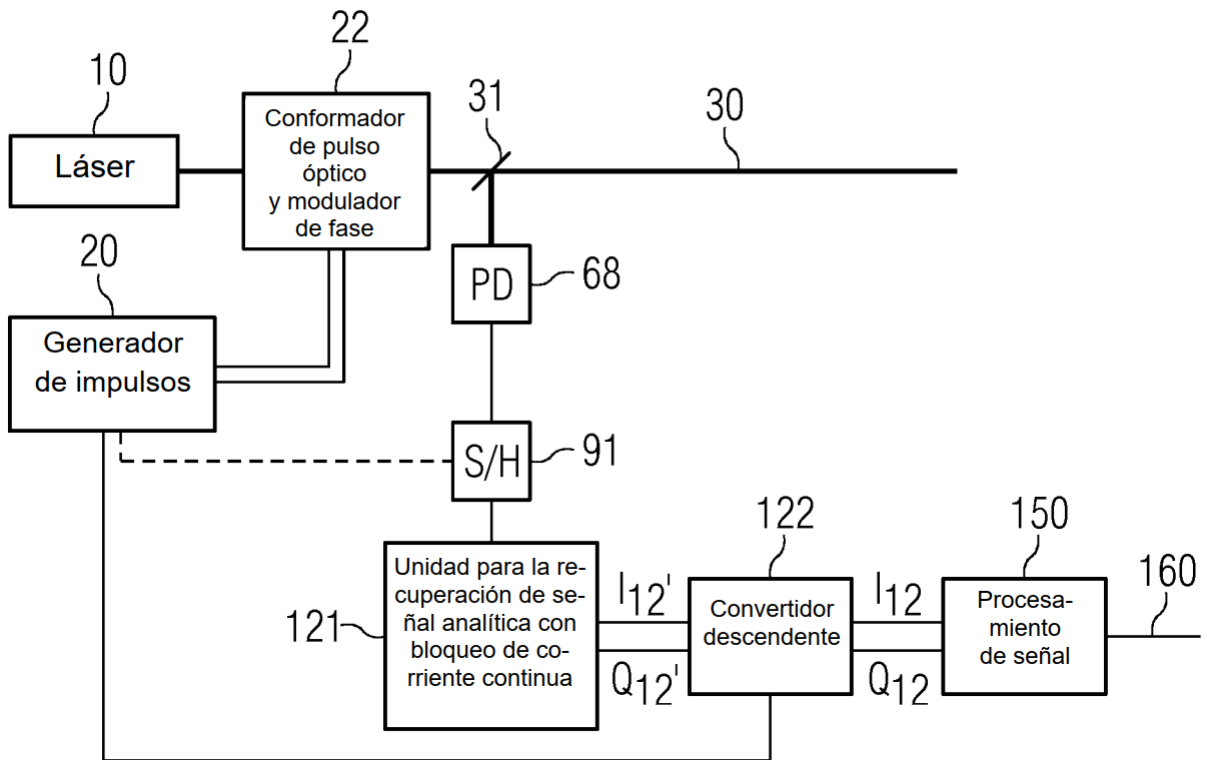 10
Láser
22
Conformador
de pulso
óptico
y modulador
de fase
31
30
20
Generador
de impulsos
PD
68
S/H
91
121
Unidad para la re-
cuperación de se-
ñal analítica con
bloqueo de co-
rriente continua
I12'
Q12'
122
Convertidor
descendente
I12
Q12
150
Procesa-
miento
de señal
160